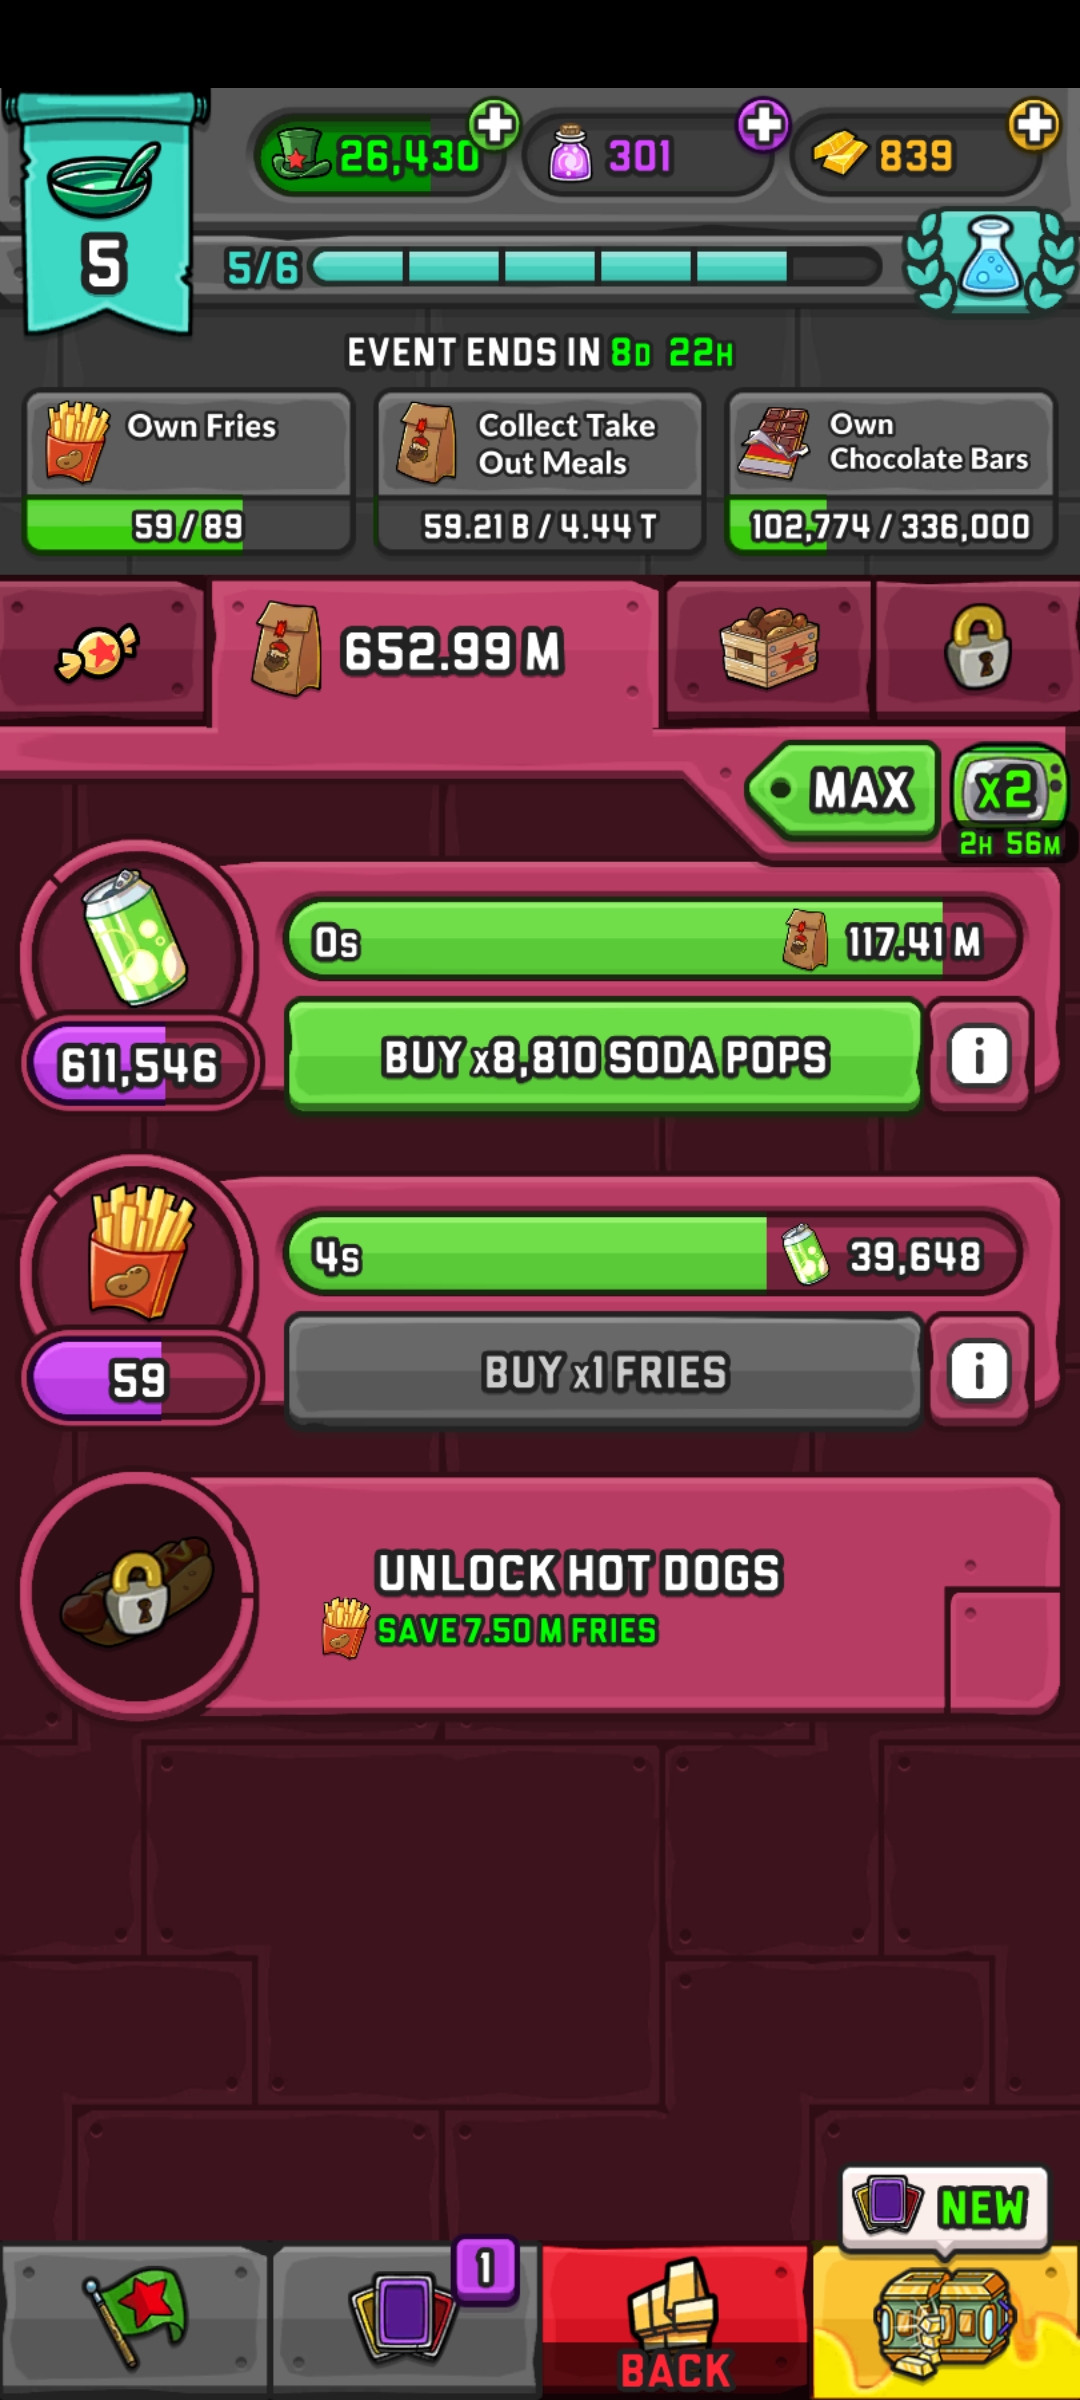 26,430
301
839
5
5/6
EVENT ENDS IN 8D 22H
Own Fries
59/89
Collect Take
Out Meals
59.21 B / 4.44 T
Own
Chocolate Bars
102,774 / 336,000
652.99 M
MAX
x2
2H 56M
0s
117.41 M
611,546
BUY x8,810 SODA POPS
i
4s
39,648
59
BUY x1 FRIES
i
UNLOCK HOT DOGS
SAVE 7.50 M FRIES
NEW
1
BACK